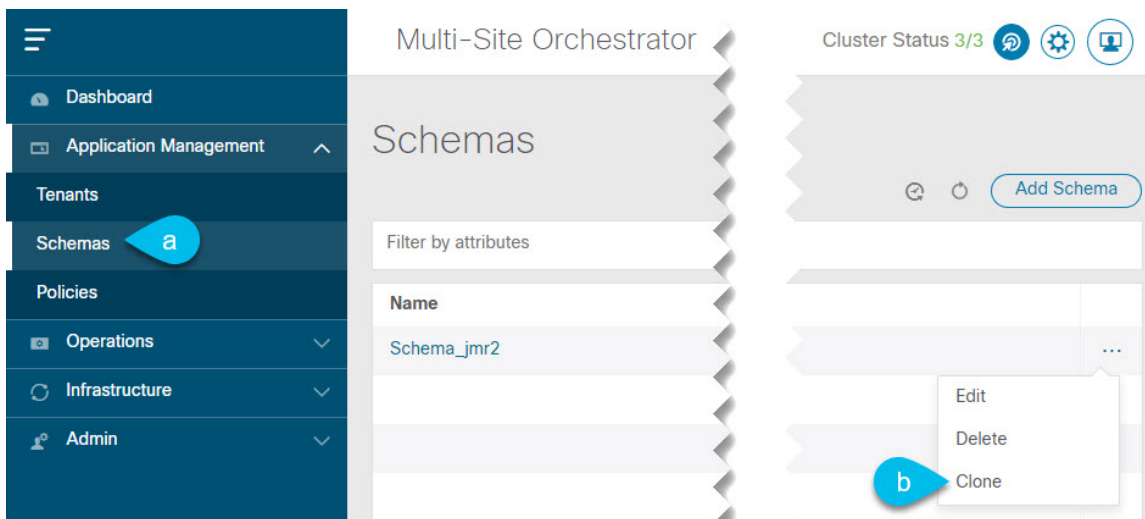 Multi-Site Orchestrator
Cluster Status 3/3
Dashboard
Application Management
Schemas
Tenants
Add Schema
Schemas
a
Filter by attributes
Policies
Name
Operations
Schema_jmr2
...
Infrastructure
Edit
Admin
Delete
b
Clone